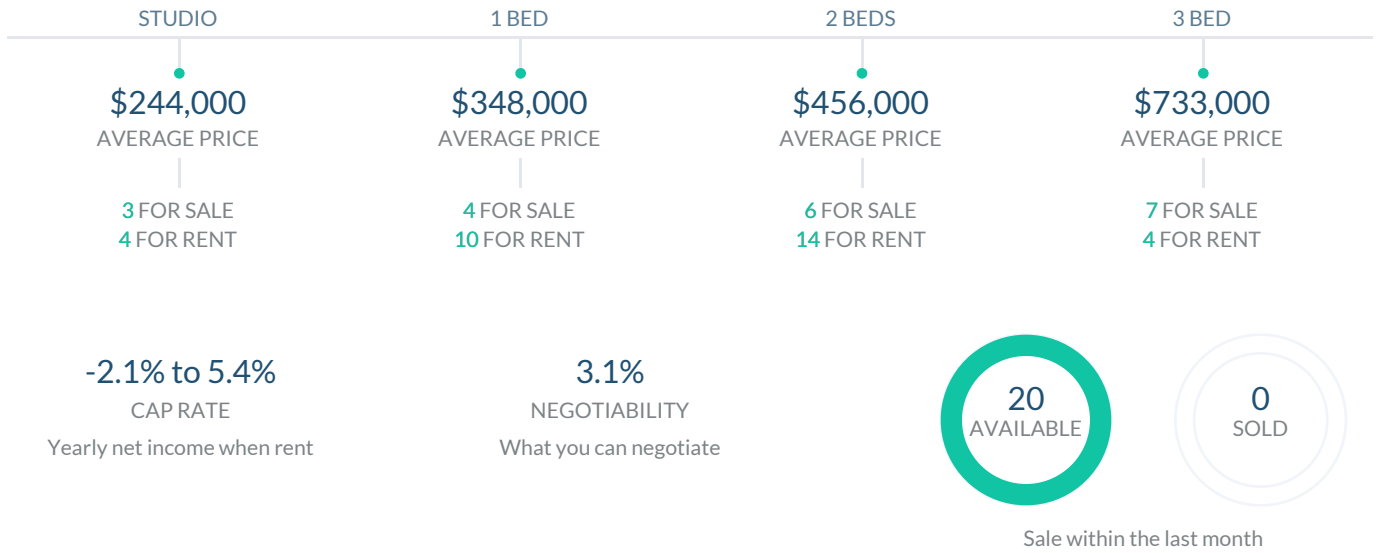 STUDIO
1 BED
2 BEDS
3 BED
$244,000
$348,000
$456,000
$733,000
AVERAGE PRICE
AVERAGE PRICE
AVERAGE PRICE
AVERAGE PRICE
3 FOR SALE
4 FOR SALE
6 FOR SALE
7 FOR SALE
4 FOR RENT
10 FOR RENT
14 FOR RENT
4 FOR RENT
-2.1% to 5.4%
CAP RATE
Yearly net income when rent
3.1%
NEGOTIABILITY
What you can negotiate
20
AVAILABLE
0
SOLD
Sale within the last month